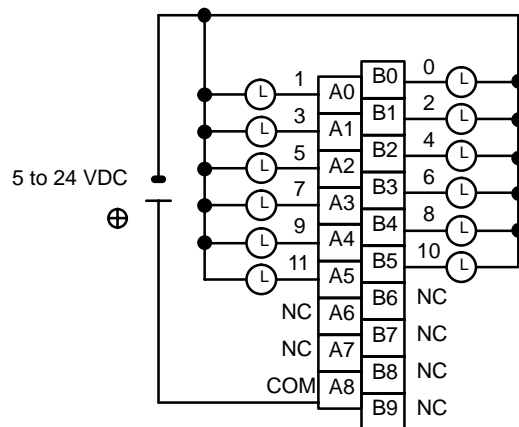 0
1 L A0 B0 L
2
3 L A1 B1 L
4
5 L A2 B2 L
5 to 24 VDC
6
7 L A3 B3 L
8
9 L A4 B4 L
10
11 L A5 B5 L
NC A6 B6 NC
NC A7 B7 NC
COM A8 B8 NC
B9 NC